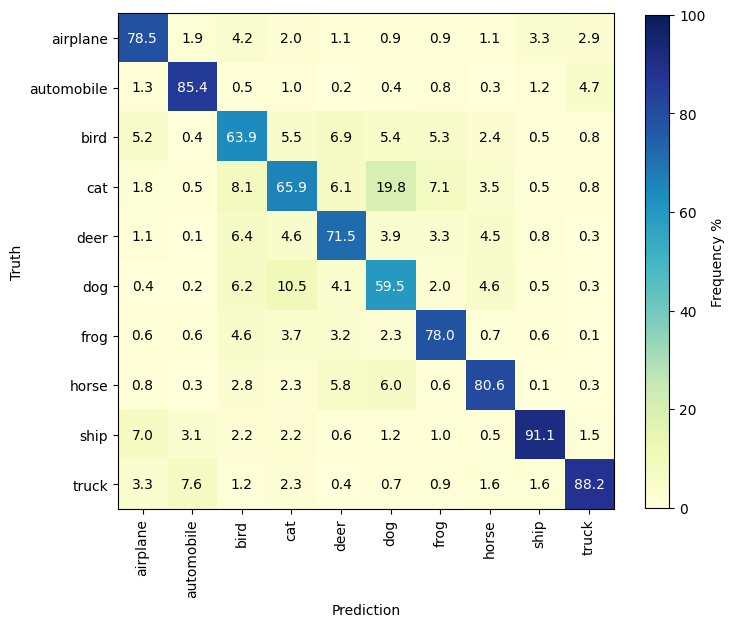 airplane 78.5 1.9 4.2 2.0 1.1 0.9 0.9 1.1 3.3 2.9
automobile 1.3 85.4 0.5 1.0 0.2 0.4 0.8 0.3 1.2 4.7
bird 5.2 0.4 63.9 5.5 6.9 5.4 5.3 2.4 0.5 0.8
cat 1.8 0.5 8.1 65.9 6.1 19.8 7.1 3.5 0.5 0.8
deer 1.1 0.1 6.4 4.6 71.5 3.9 3.3 4.5 0.8 0.3
dog 0.4 0.2 6.2 10.5 4.1 59.5 2.0 4.6 0.5 0.3
frog 0.6 0.6 4.6 3.7 3.2 2.3 78.0 0.7 0.6 0.1
horse 0.8 0.3 2.8 2.3 5.8 6.0 0.6 80.6 0.1 0.3
ship 7.0 3.1 2.2 2.2 0.6 1.2 1.0 0.5 91.1 1.5
truck 3.3 7.6 1.2 2.3 0.4 0.7 0.9 1.6 1.6 88.2
airplane automobile bird cat deer dog frog horse ship truck
Prediction
Truth
100
80
60
40
20
0
Frequency %